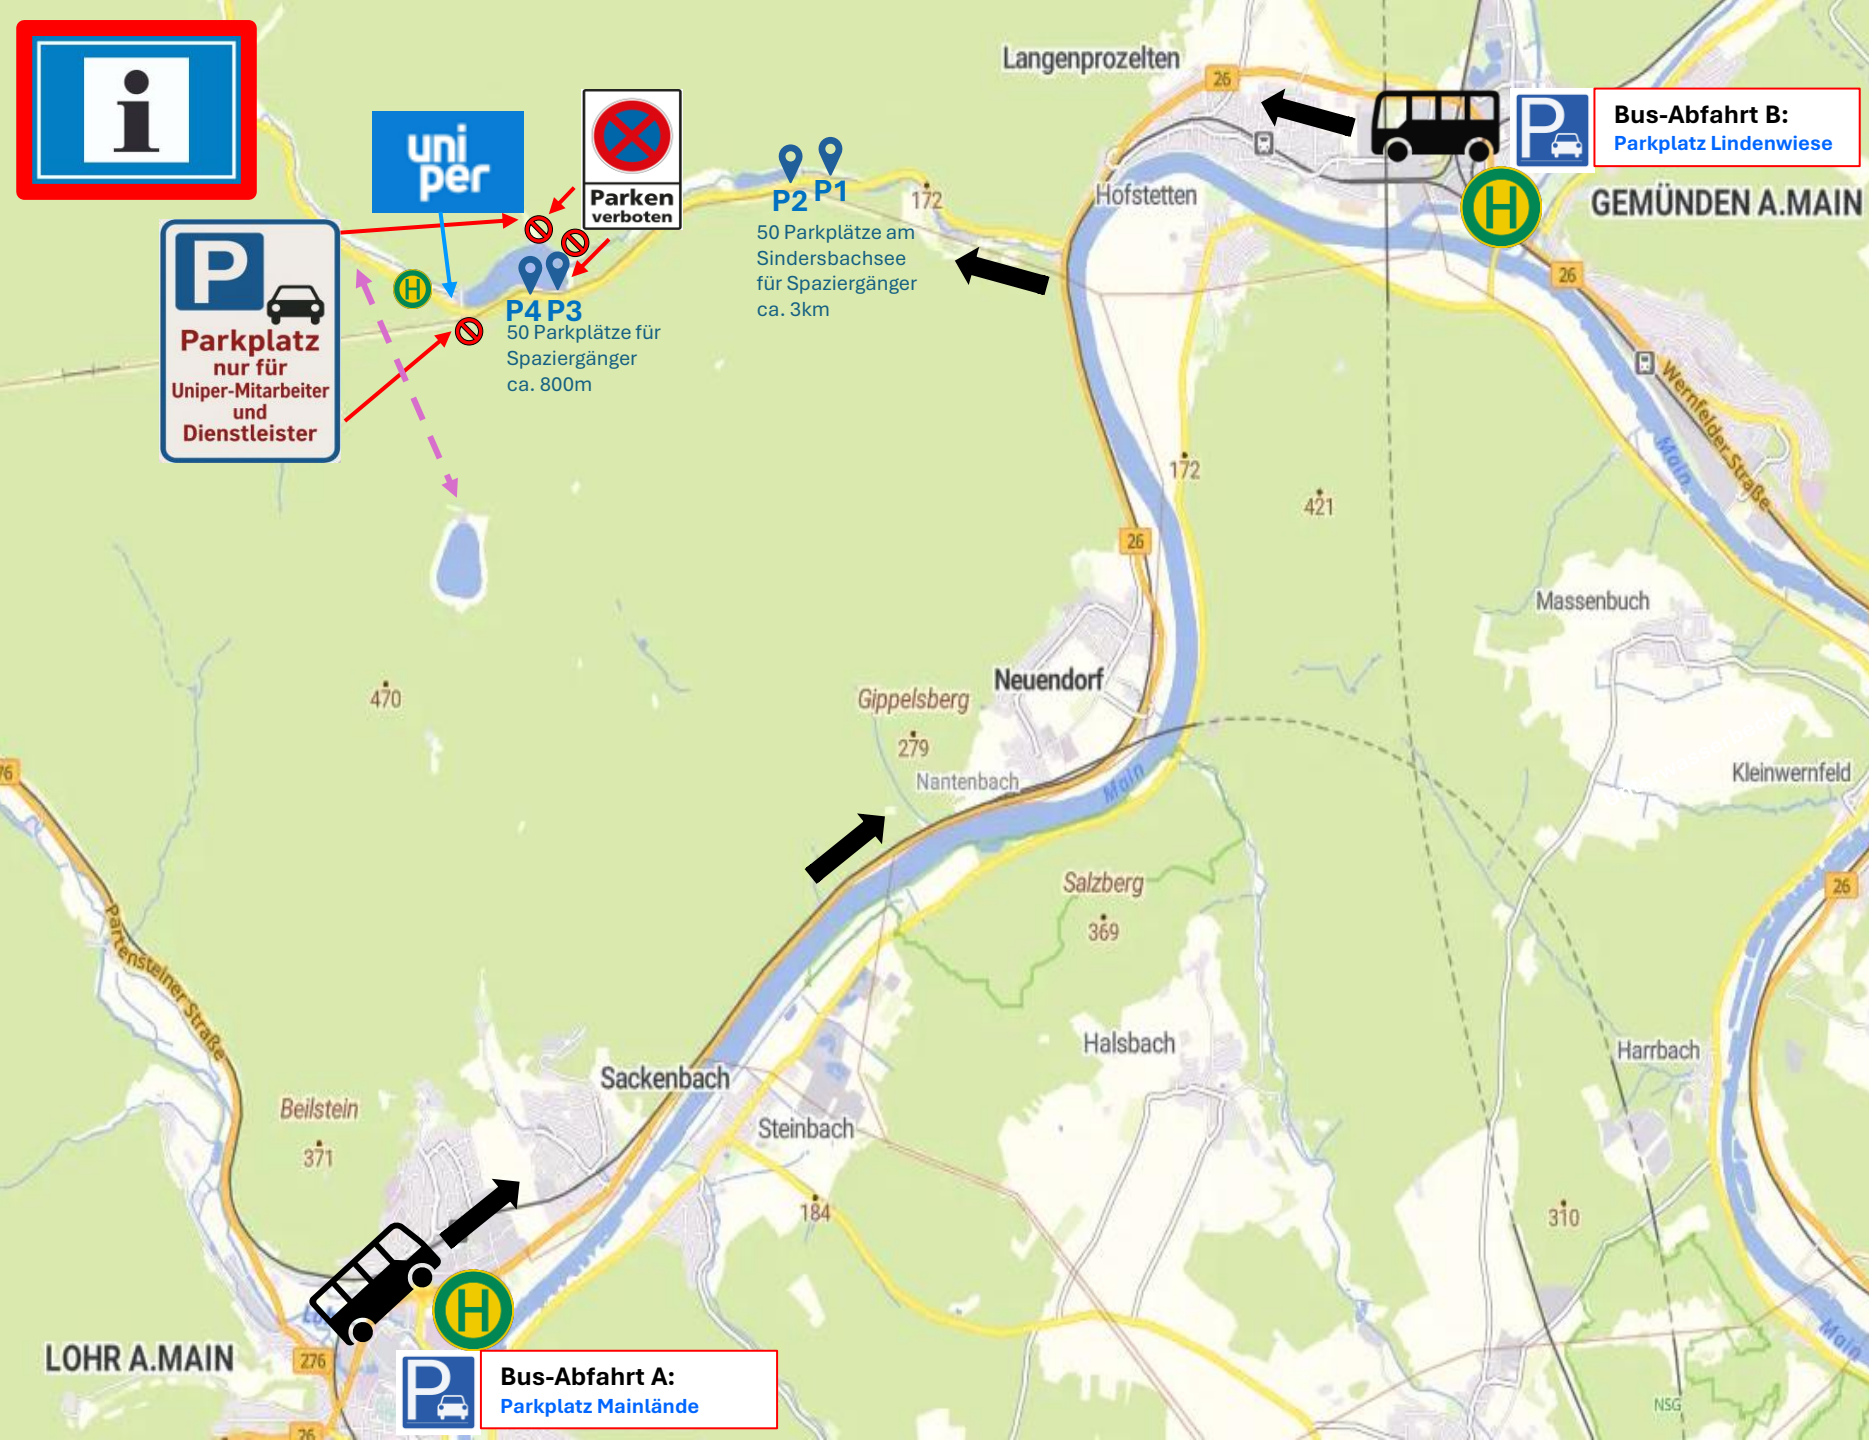 i
uni
per
Parken
verboten
P
Parkplatz
nur für
Uniper-Mitarbeiter
und
Dienstleister
H
P4 P3
50 Parkplätze für
Spaziergänger
ca. 800m
P2 P1
50 Parkplätze am
Sindersbachsee
für Spaziergänger
ca. 3km
172
Langenprozelten
26
Hofstetten
P
Bus-Abfahrt B:
Parkplatz Lindenwiese
H
GEMÜNDEN A.MAIN
26
Wernfelder Straße
Main
172
421
26
Massenbuch
Neuendorf
Gippelsberg
279
Nantenbach
Main
470
Kleinwernfeld
76
Salzberg
369
26
Partensteiner Straße
Halsbach
Harrbach
Sackenbach
Steinbach
Beilstein
371
184
310
H
LOHR A.MAIN
276
P
Bus-Abfahrt A:
Parkplatz Mainlände
26
NSG
Main